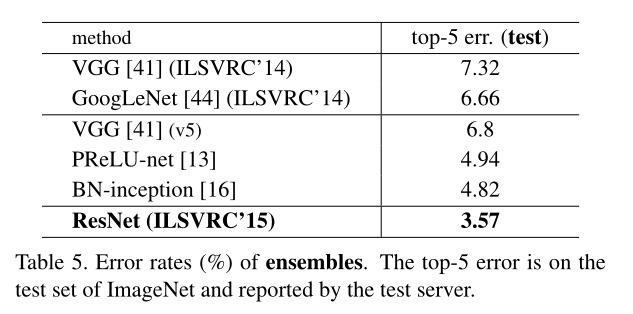 method top-5 err. (test)
VGG [41] (ILSVRC'14) 7.32
GoogLeNet [44] (ILSVRC'14) 6.66
VGG [41] (v5) 6.8
PReLU-net [13] 4.94
BN-inception [16] 4.82
ResNet (ILSVRC'15) 3.57
Table 5. Error rates (%) of ensembles. The top-5 error is on the
test set of ImageNet and reported by the test server.